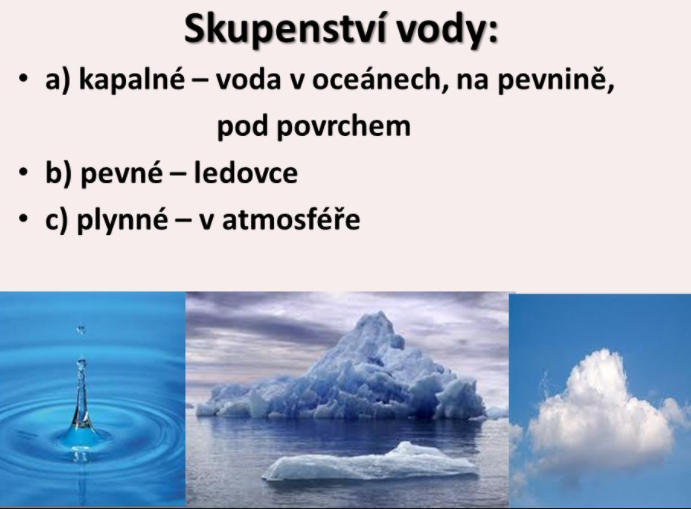 Skupenství vody:
• a) kapalné – voda v oceánech, na pevnině,
pod povrchem
• b) pevné – ledovce
• c) plynné – v atmosféře